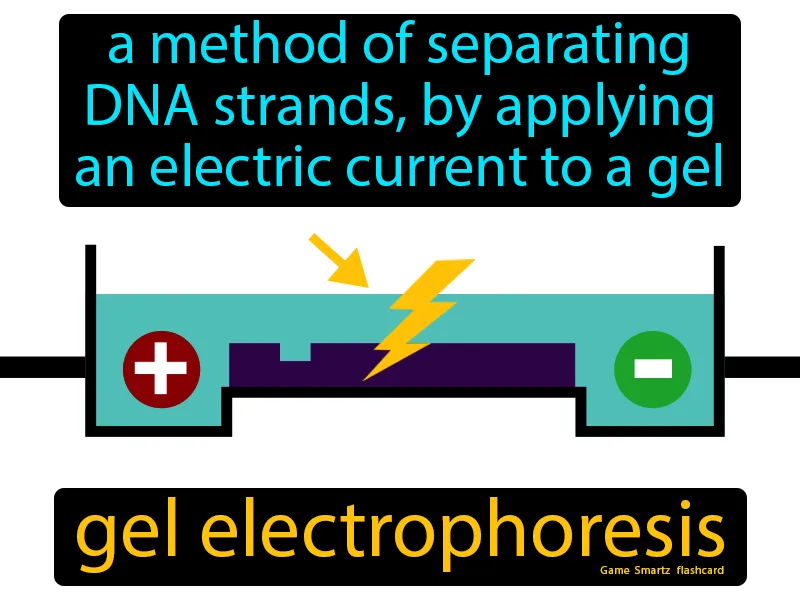 a method of separating
DNA strands, by applying
an electric current to a gel
+
-
gel electrophoresis
Game Smartz flashcard